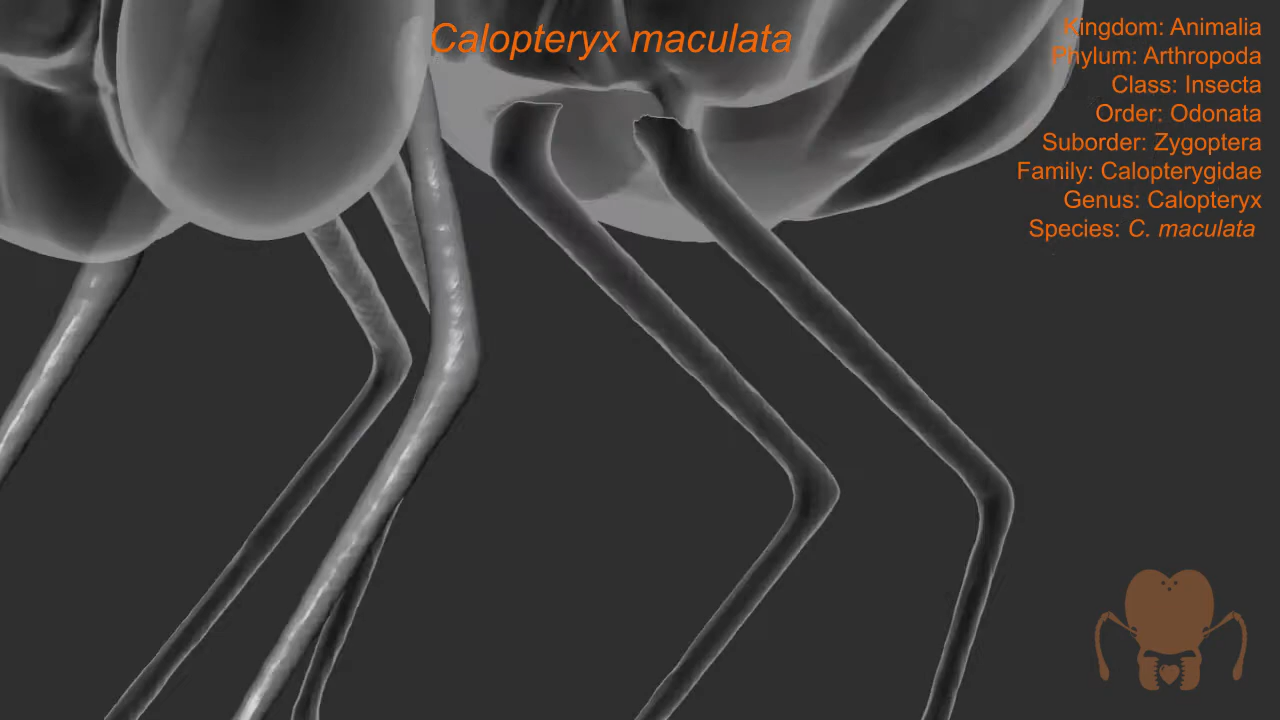 Calopteryx maculata
Kingdom: Animalia
Phylum: Arthropoda
Class: Insecta
Order: Odonata
Suborder: Zygoptera
Family: Calopterygidae
Genus: Calopteryx
Species: C. maculata